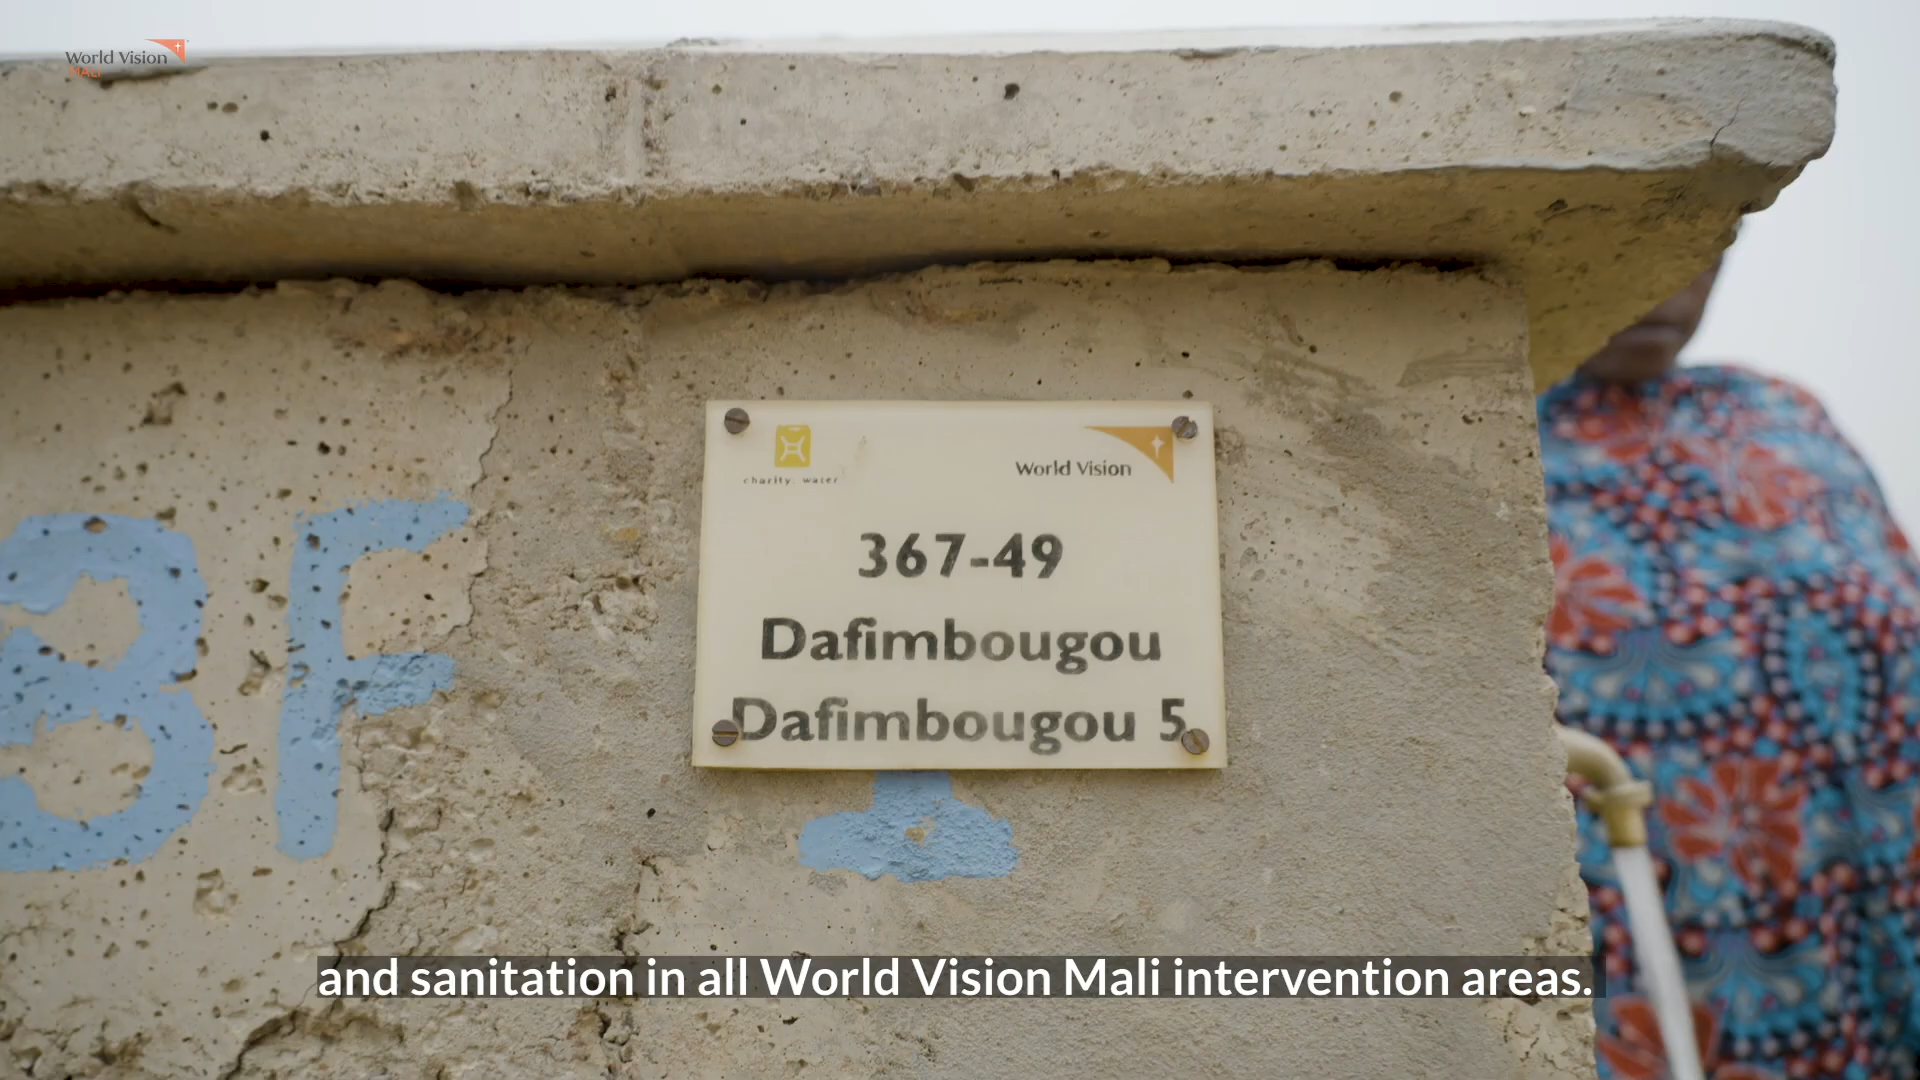 World Vision
MALI
charity: water
World Vision
367-49
Dafimbougou
Dafimbougou 5
BF
and sanitation in all World Vision Mali intervention areas.